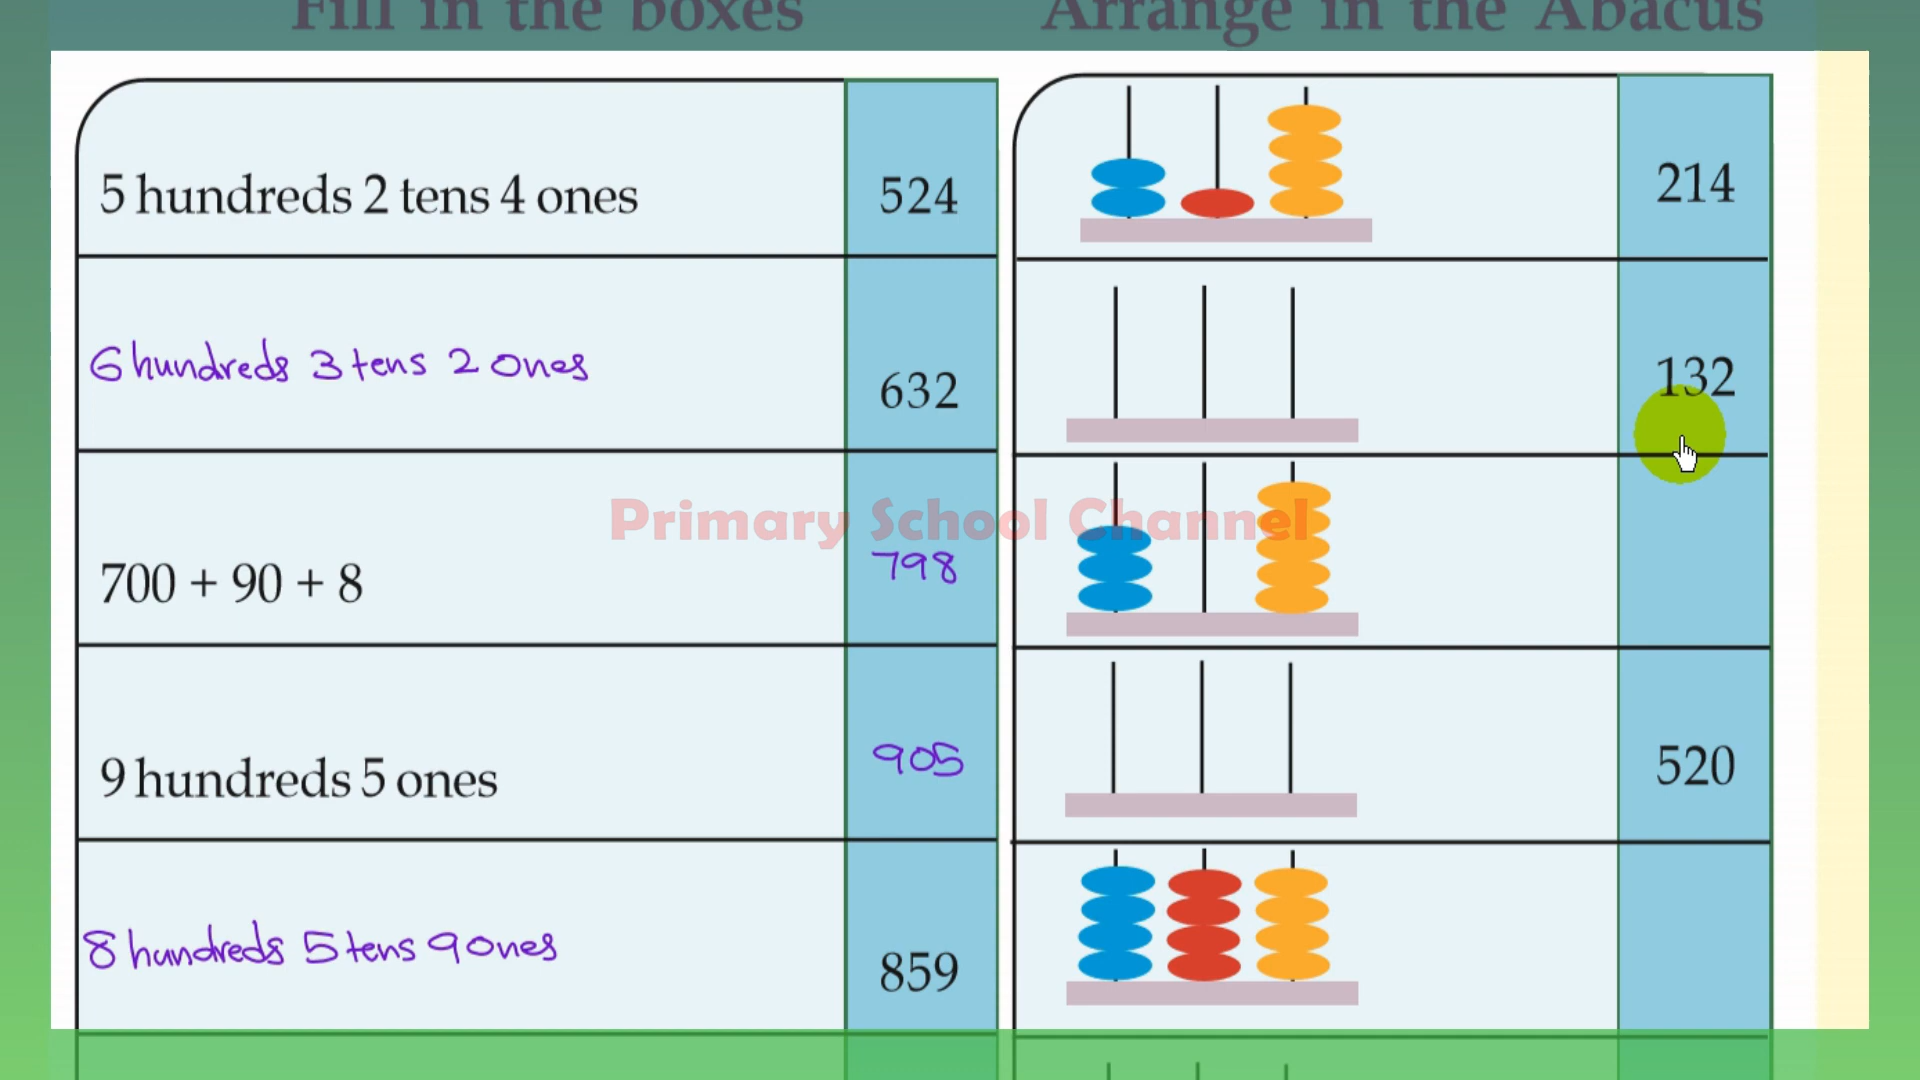 Fill in the boxes
5 hundreds 2 tens 4 ones
524
6 hundreds 3 tens 2 ones
632
700 + 90 + 8
798
9 hundreds 5 ones
905
8 hundreds 5 tens 9 ones
859
Arrange in the Abacus
214
132
520
Primary School Channel